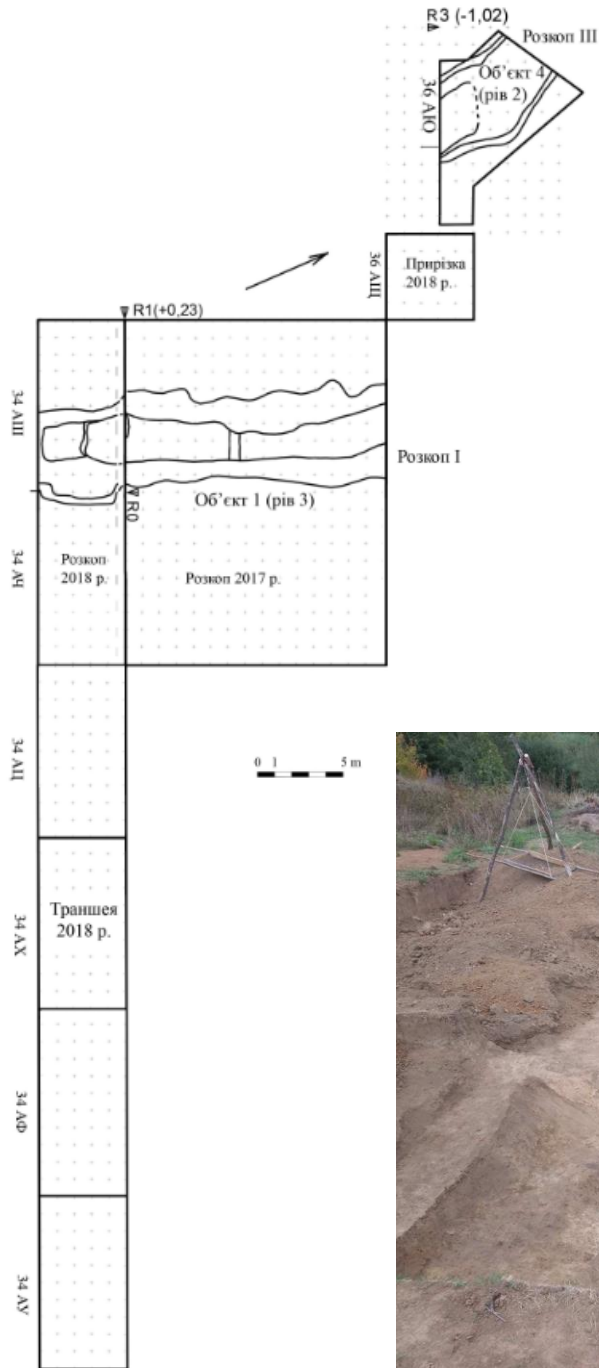 R3 (-1,02)
Розкоп III
Об’єкт 4
(рів 2)
36 АЮ
36 АЩ
Прирізка
2018 р.
R1(+0,23)
34 АШ
Розкоп I
R0
Об’єкт 1 (рів 3)
34 АЧ
Розкоп
2018 р.
Розкоп 2017 р.
34 АЦ
0 1 5 m
Траншея
2018 р.
34 АХ
34 АФ
34 АУ